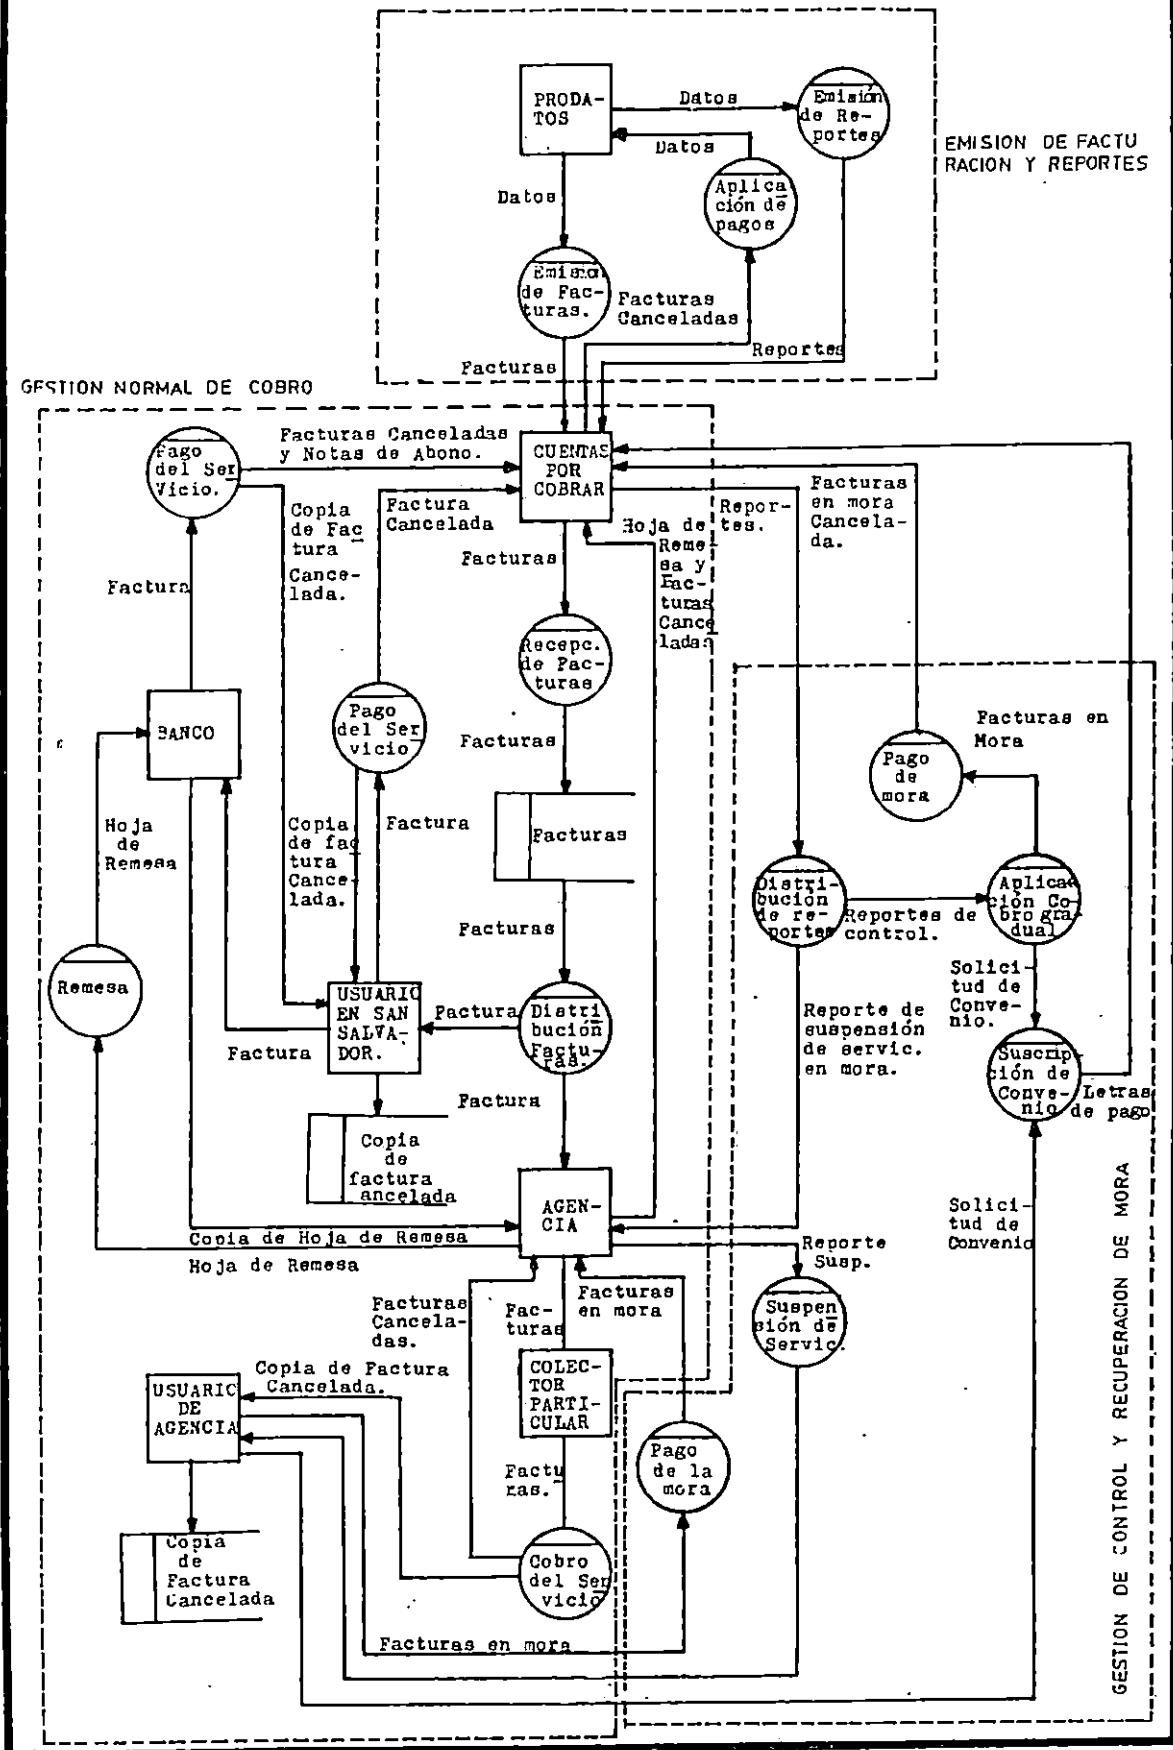 PRODA-
TOS
Datos
Emisión
de Re-
portes
Datos
EMISION DE FACTU
RACION Y REPORTES
Aplica
ción de
pagos
Datos
Emision
de Fac-
turas.
Facturas
Canceladas
Reportes
Facturas
GESTION NORMAL DE COBRO
Pago
del Ser
Vicio.
Facturas Canceladas
y Notas de Abono.
CUENTAS
POR
COBRAR
Copia
de Fac
tura
Cance-
lada.
Factura
Cancelada
Repor-
tes.
Facturas
en mora
Cancela-
da.
Hoja de
Reme-
sa y
Fac-
turas
Cance
ladas
Facturas
Factura
Recepc.
de Fac-
turas
Pago
del Ser
vicio
BANCO
Facturas
Facturas en
Mora
Pago
de
mora
Hoja
de
Remesa
Copia
de fac
tura
Cance-
lada.
Factura
Facturas
Distri-
bución
de re-
portes
Reportes de
control.
Aplica
ción Co-
bro gra
dual
Facturas
Solici-
tud de
Conve-
nio.
Remesa
USUARIO
EN SAN
SALVA-
DOR.
Factura
Distri
bución
Factu-
ras.
Reporte de
suspensión
de servic.
en mora.
Factura
Suscrip
ción de
Conve-
nio
Letras
de pago
Factura
Copia
de
factura
ancelada
AGEN-
CIA
Solici-
tud de
Convenio
Copia de Hoja de Remesa
Hoja de Remesa
Reporte
Susp.
Facturas
Cancela-
das.
Fac-
turas
Facturas
en mora
Suspen
sión de
Servic.
Copia de Factura
Cancelada.
COLEC-
TOR
PARTI-
CULAR
USUARIO
DE
AGENCIA
Pago
de la
mora
Factu
ras.
Copia
de
Factura
Cancelada
Cobro
del Ser
vicio
Facturas en mora
GESTION DE CONTROL Y RECUPERACION DE MORA